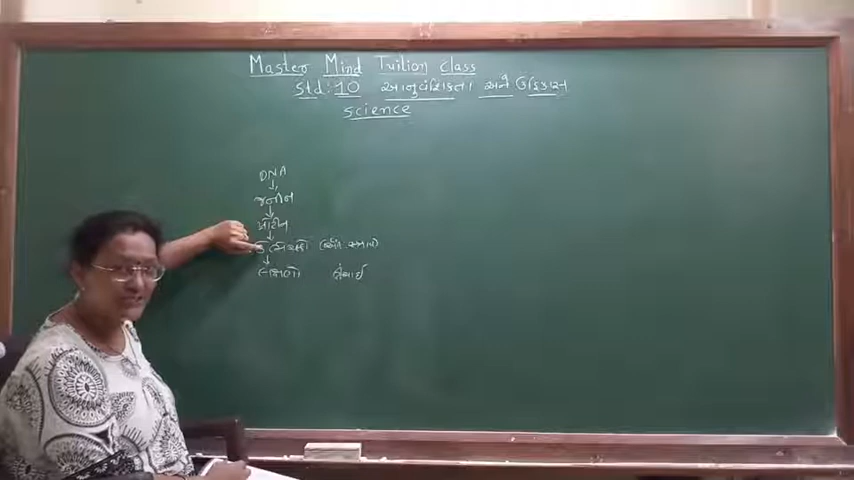 Master Mind Tuition Class
Std:10 આનુવંશિકતા અને ઉદ્વિકાસ
Science
DNA
↓
જનીન
↓
પ્રોટીન
↓
ઉત્સેચકો (અંતઃસ્ત્રાવ)
↓
લક્ષણો ઊંચાઈ